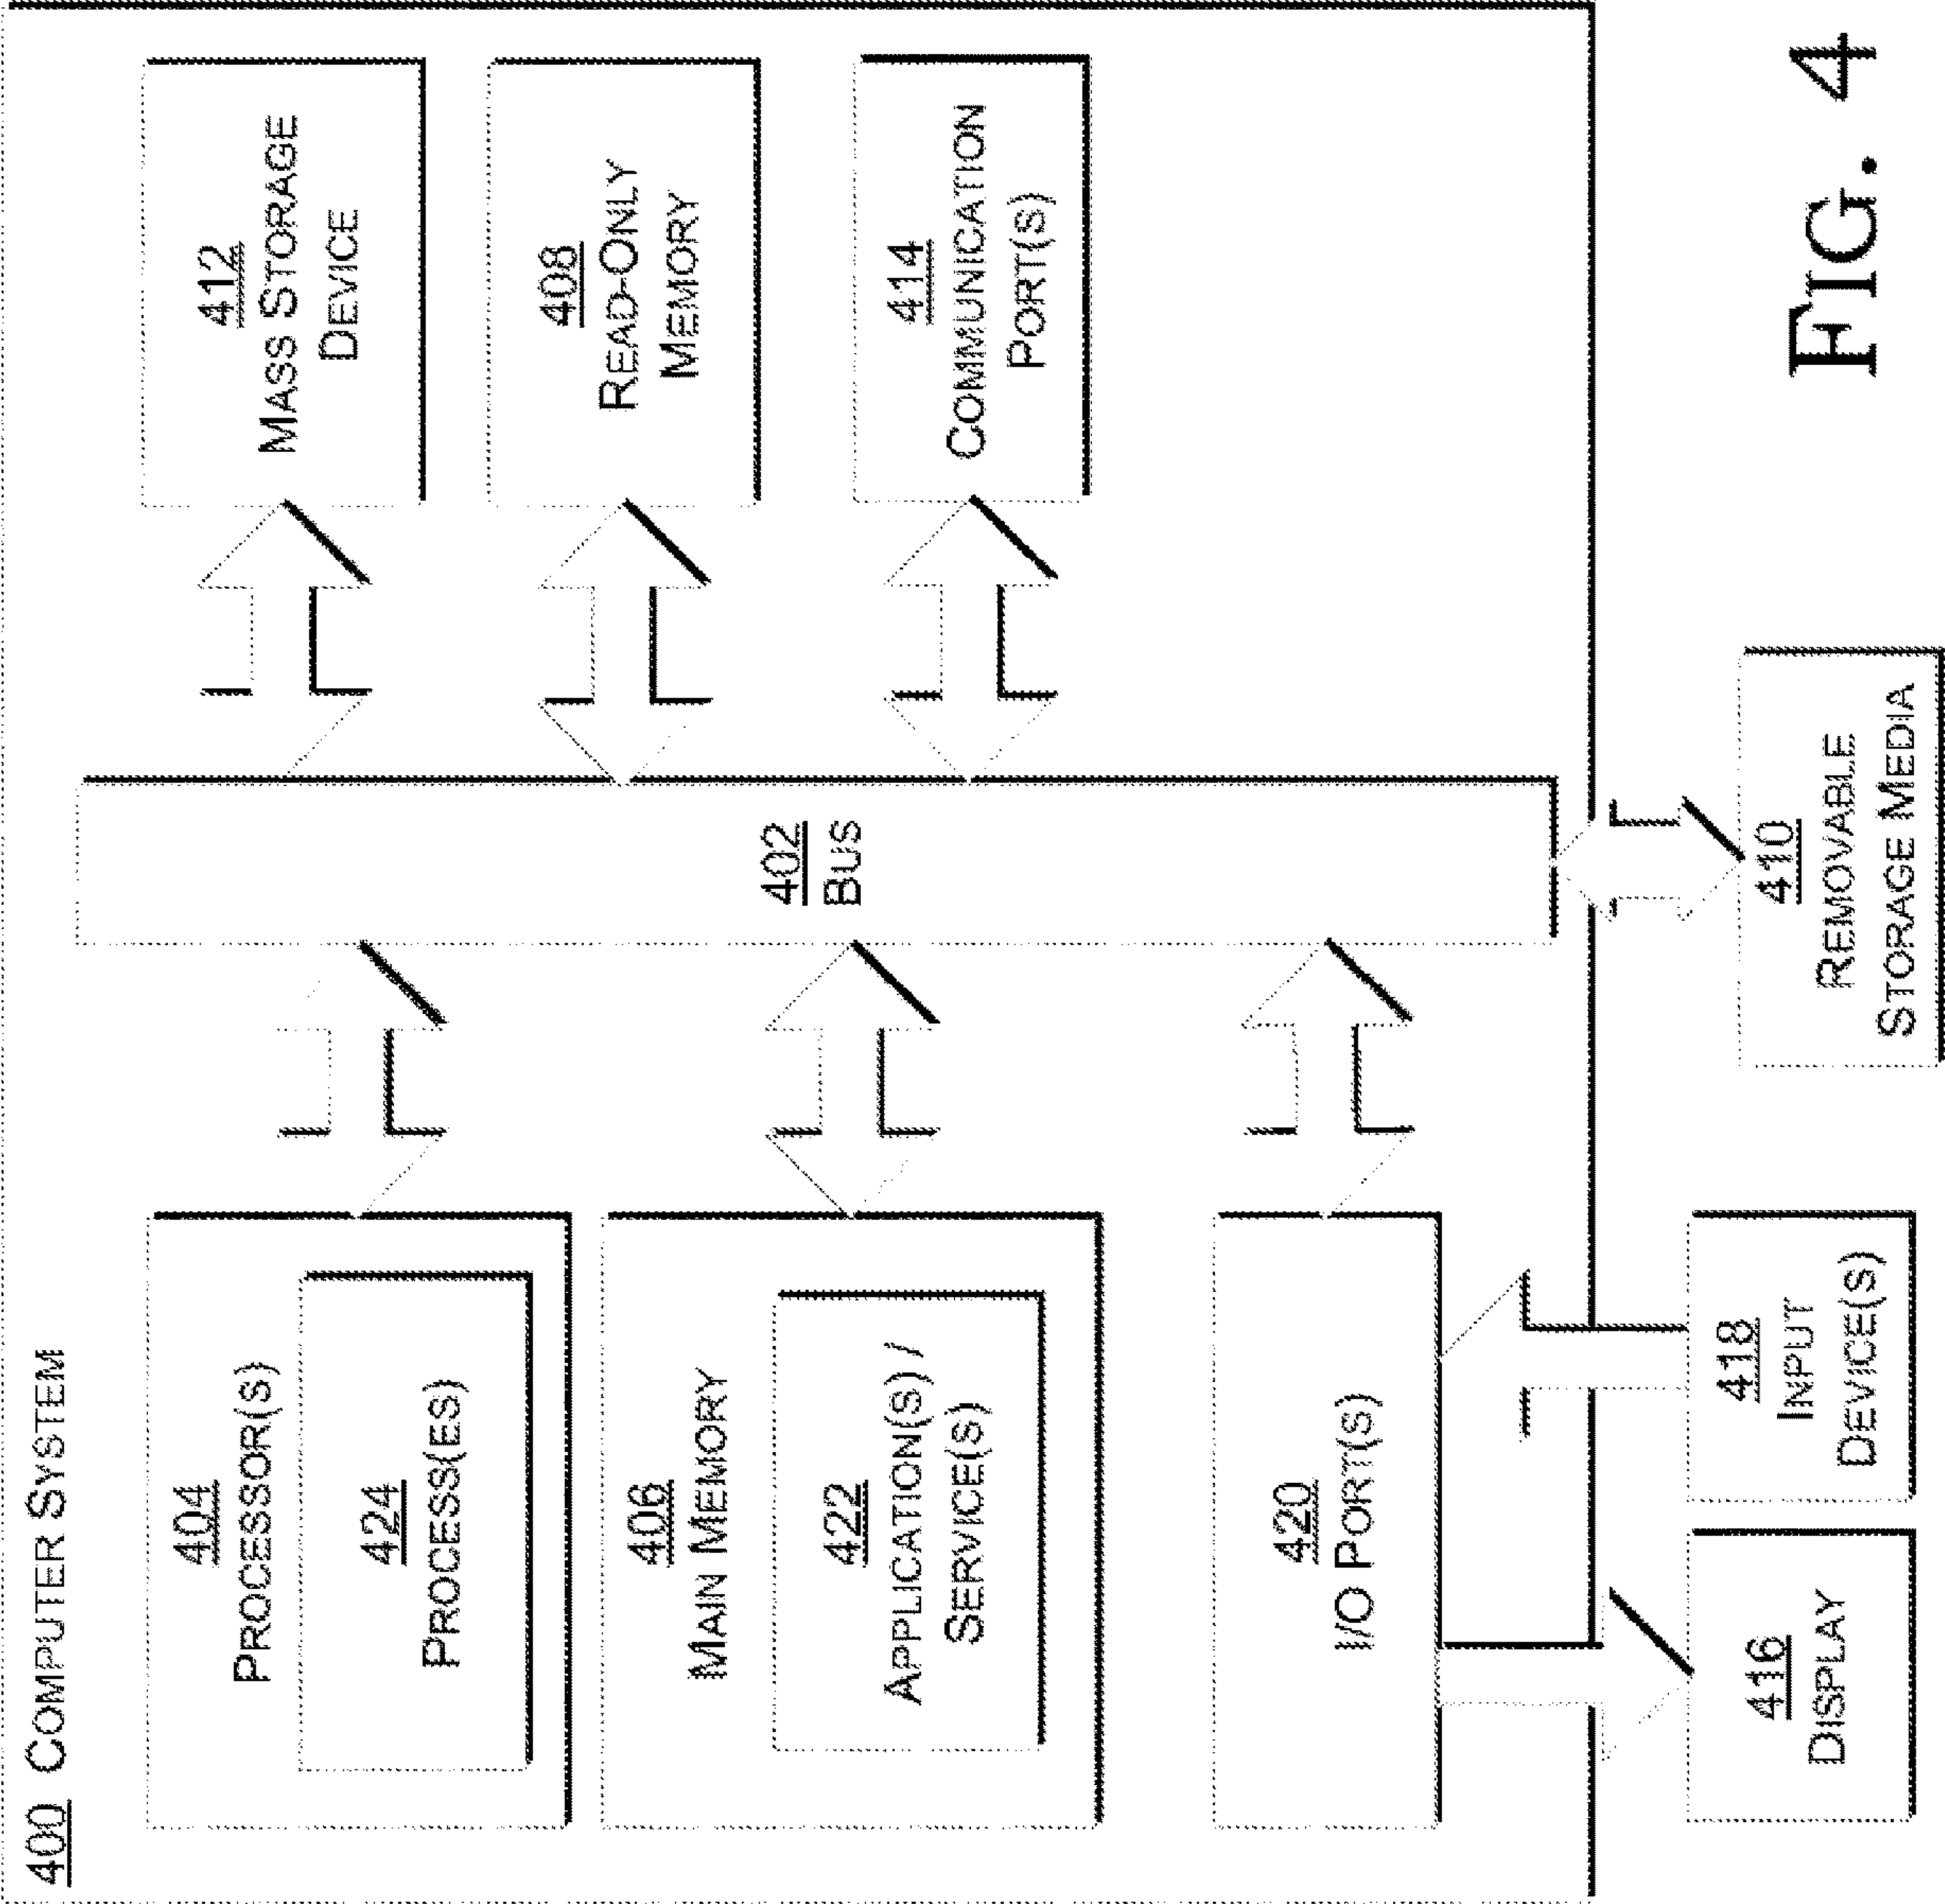 400 COMPUTER SYSTEM
404
PROCESSOR(S)
424
PROCESS(ES)
406
MAIN MEMORY
422
APPLICATION(S) /
SERVICE(S)
420
I/O PORT(S)
416
DISPLAY
418
INPUT
DEVICE(S)
402
BUS
410
REMOVABLE
STORAGE MEDIA
412
MASS STORAGE
DEVICE
408
READ-ONLY
MEMORY
414
COMMUNICATION
PORT(S)
FIG. 4